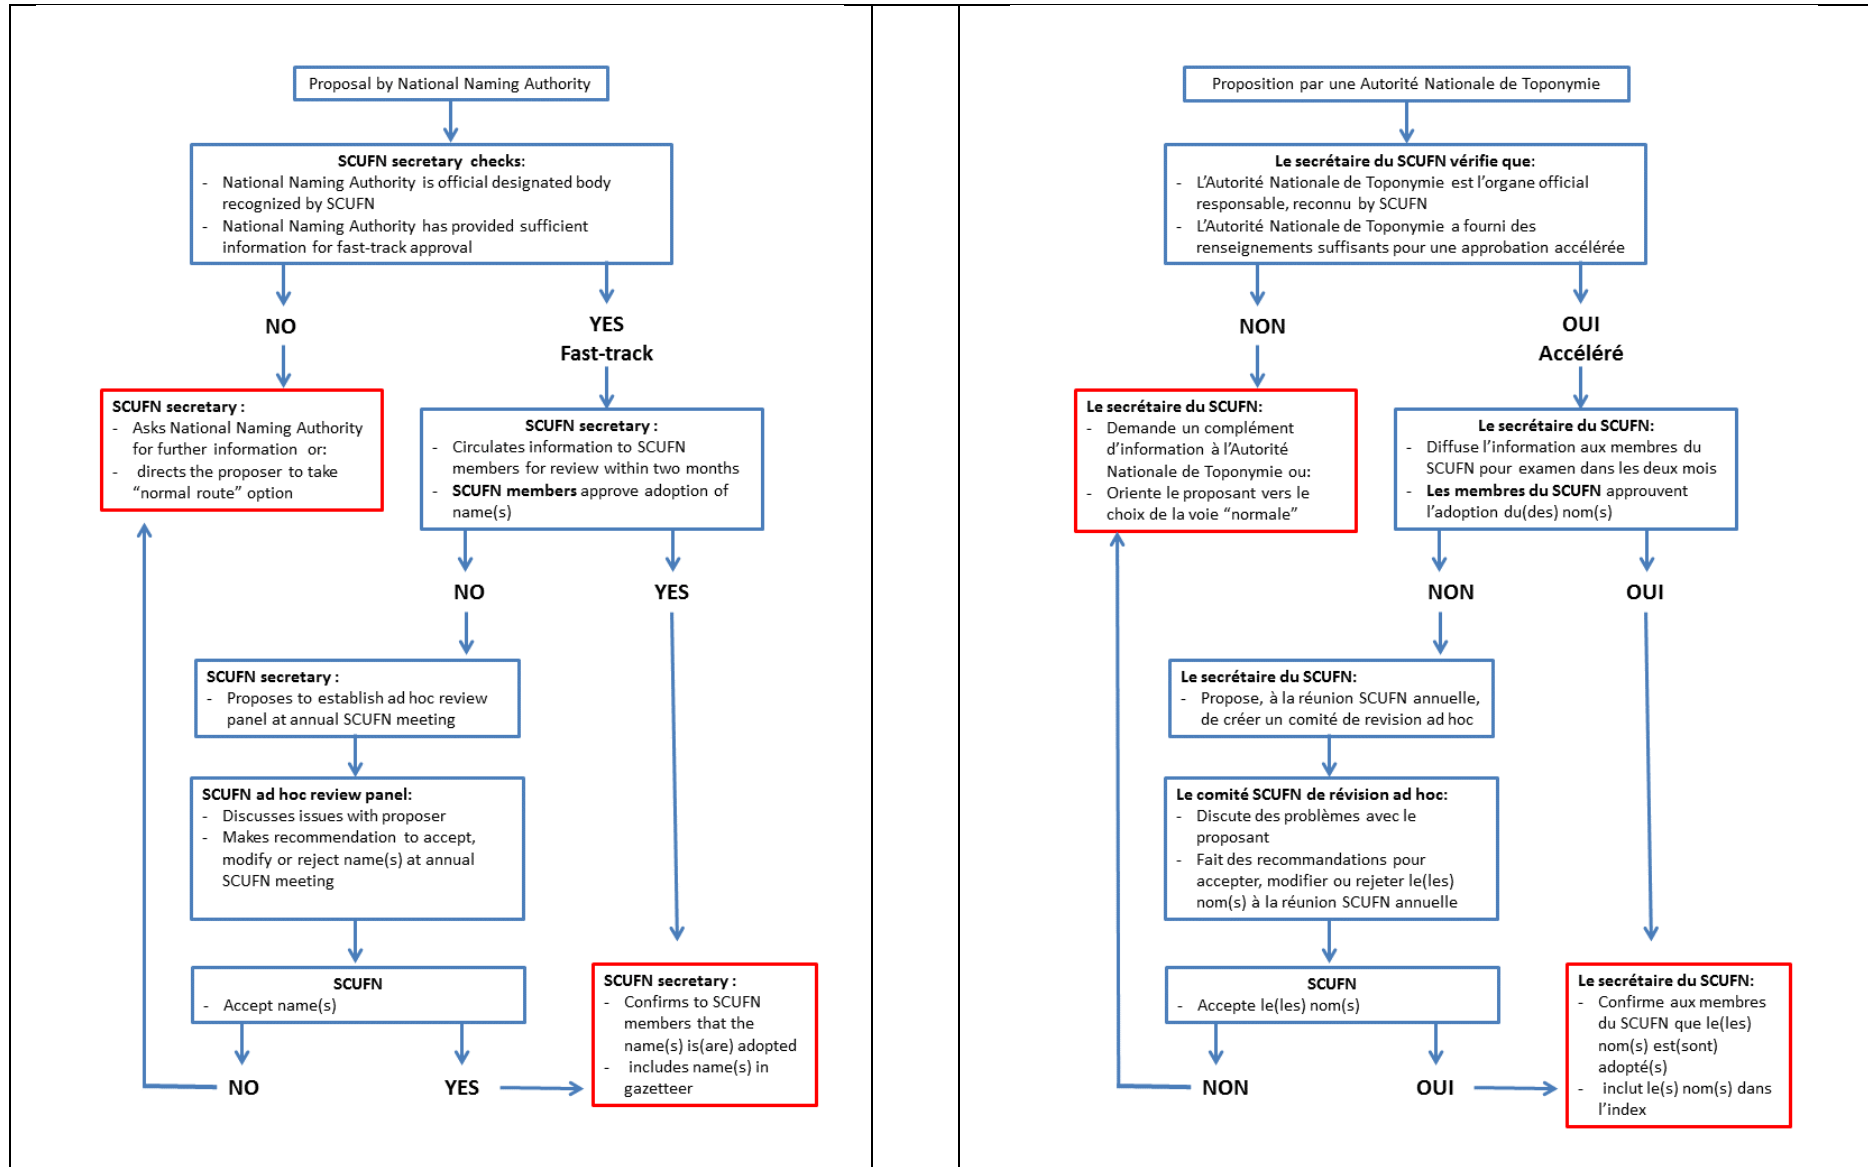 Proposal by National Naming Authority
SCUFN secretary checks:
- National Naming Authority is official designated body
recognized by SCUFN
- National Naming Authority has provided sufficient
information for fast-track approval
NO
YES
Fast-track
SCUFN secretary :
- Asks National Naming Authority
for further information or:
- directs the proposer to take
“normal route” option
SCUFN secretary :
- Circulates information to SCUFN
members for review within two months
- SCUFN members approve adoption of
name(s)
NO
YES
SCUFN secretary :
- Proposes to establish ad hoc review
panel at annual SCUFN meeting
SCUFN ad hoc review panel:
- Discusses issues with proposer
- Makes recommendation to accept,
modify or reject name(s) at annual
SCUFN meeting
SCUFN
- Accept name(s)
NO
YES
SCUFN secretary :
- Confirms to SCUFN
members that the
name(s) is(are) adopted
- includes name(s) in
gazetteer
Proposition par une Autorité Nationale de Toponymie
Le secrétaire du SCUFN vérifie que:
- L’Autorité Nationale de Toponymie est l’organe official
responsable, reconnu by SCUFN
- L’Autorité Nationale de Toponymie a fourni des
renseignements suffisants pour une approbation accélérée
NON
OUI
Accéléré
Le secrétaire du SCUFN:
- Demande un complément
d’information à l’Autorité
Nationale de Toponymie ou:
- Oriente le proposant vers le
choix de la voie “normale”
Le secrétaire du SCUFN:
- Diffuse l’information aux membres du
SCUFN pour examen dans les deux mois
- Les membres du SCUFN approuvent
l’adoption du(des) nom(s)
NON
OUI
Le secrétaire du SCUFN:
- Propose, à la réunion SCUFN annuelle,
de créer un comité de revision ad hoc
Le comité SCUFN de révision ad hoc:
- Discute des problèmes avec le
proposant
- Fait des recommandations pour
accepter, modifier ou rejeter le(les)
nom(s) à la réunion SCUFN annuelle
SCUFN
- Accepte le(les) nom(s)
NON
OUI
Le secrétaire du SCUFN:
- Confirme aux membres
du SCUFN que le(les)
nom(s) est(sont)
adopté(s)
- inclut le(s) nom(s) dans
l’index